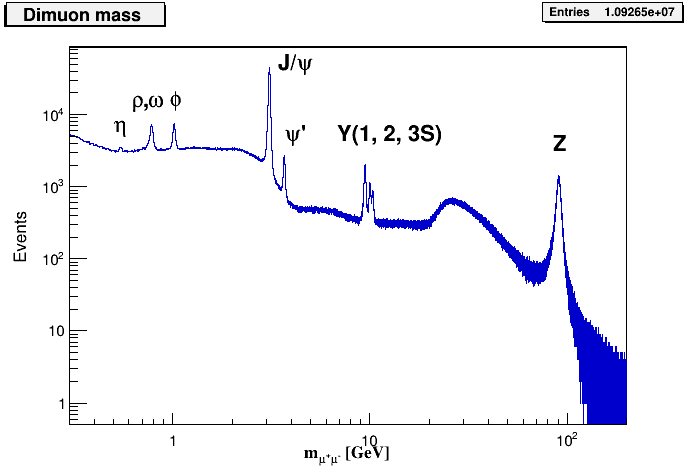 Dimuon mass
Entries 1.09265e+07
J/ψ
ρ,ω ϕ
η
ψ'
Y(1, 2, 3S)
Z
Events
10⁴
10³
10²
10
1
1
10
10²
m_μ⁺μ⁻ [GeV]